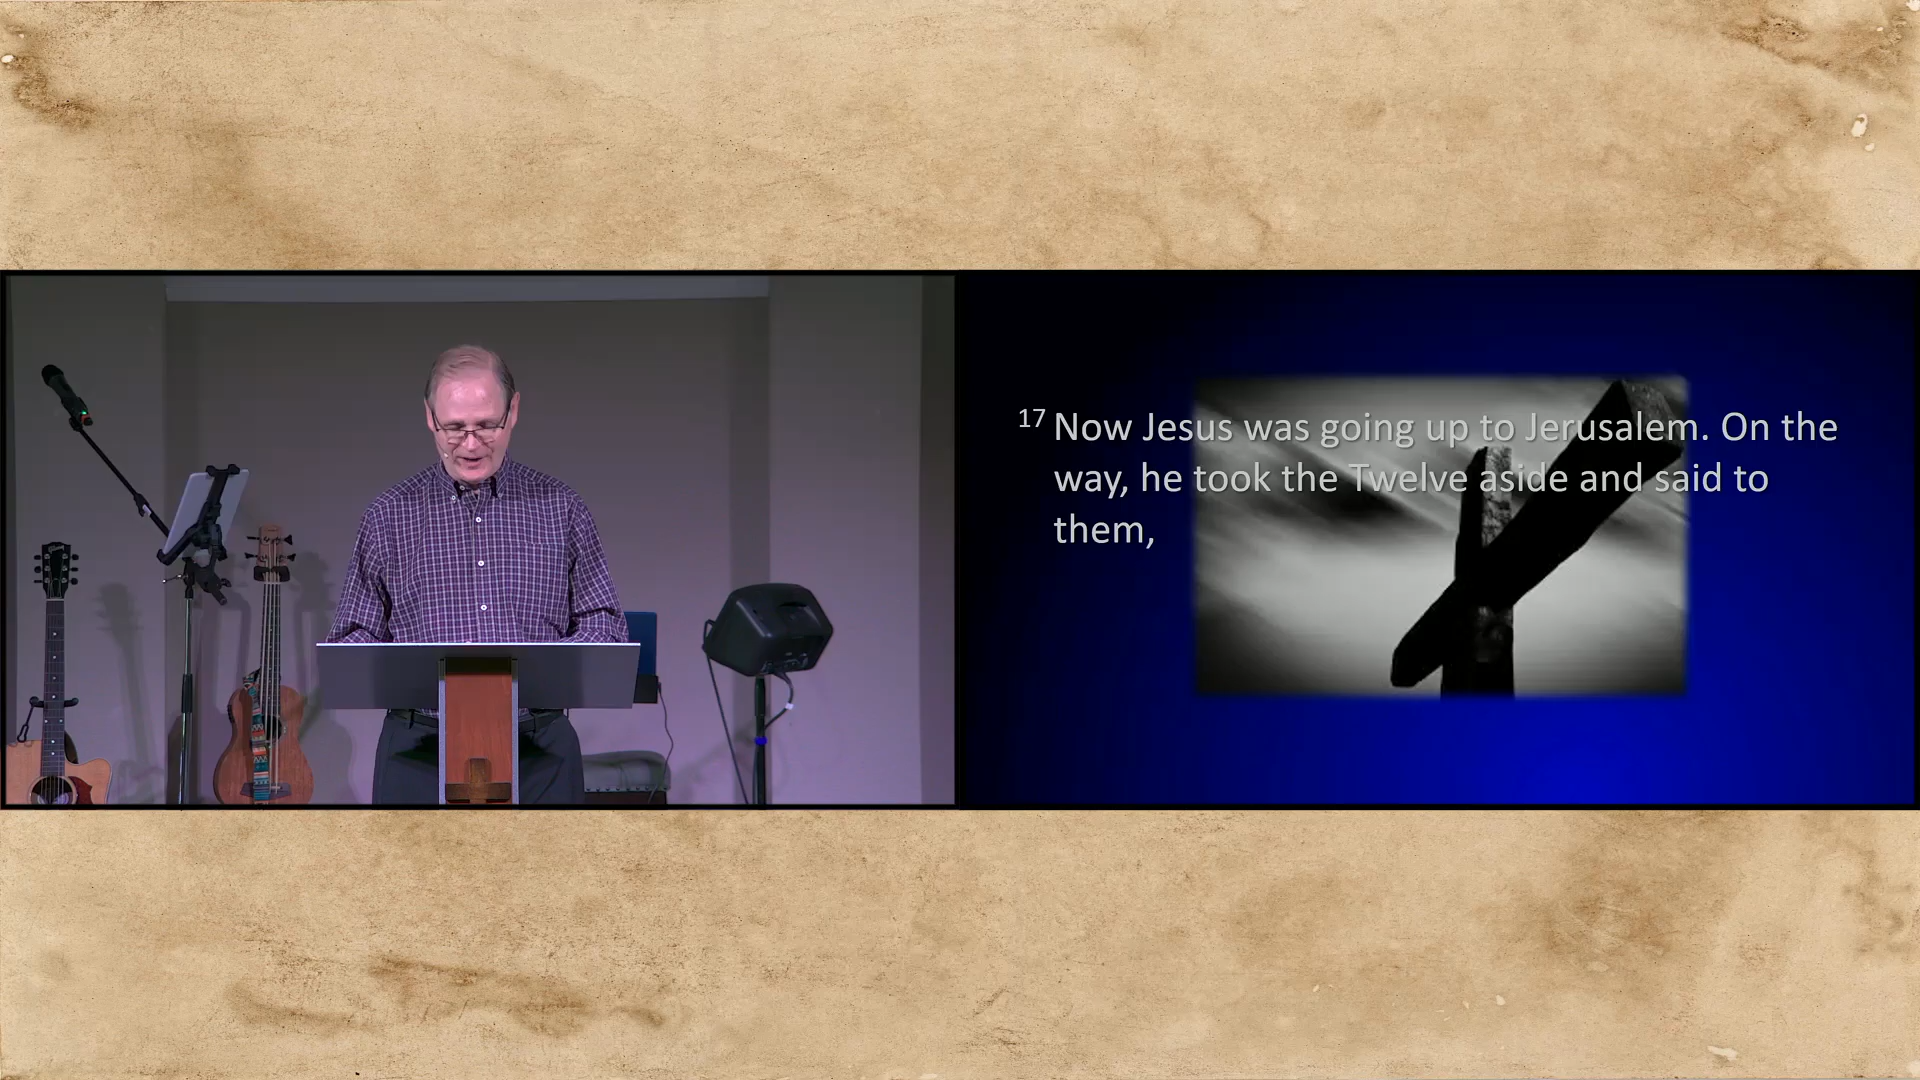 17 Now Jesus was going up to Jerusalem. On the
way, he took the Twelve aside and said to
them,